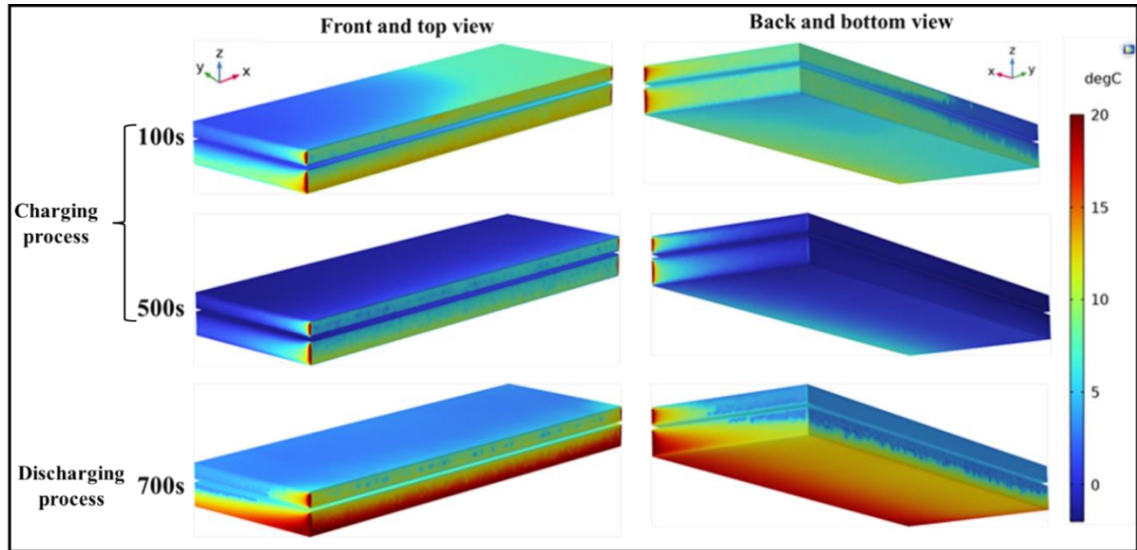 Front and top view
Back and bottom view
z
y
x
z
x
y
degC
20
15
10
5
0
100s
Charging
process
500s
Discharging
process
700s